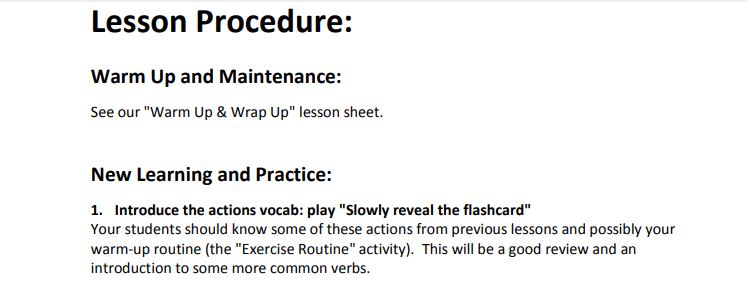 Lesson Procedure:
Warm Up and Maintenance:
See our "Warm Up & Wrap Up" lesson sheet.
New Learning and Practice:
1. Introduce the actions vocab: play "Slowly reveal the flashcard"
Your students should know some of these actions from previous lessons and possibly your
warm-up routine (the "Exercise Routine" activity).  This will be a good review and an
introduction to some more common verbs.